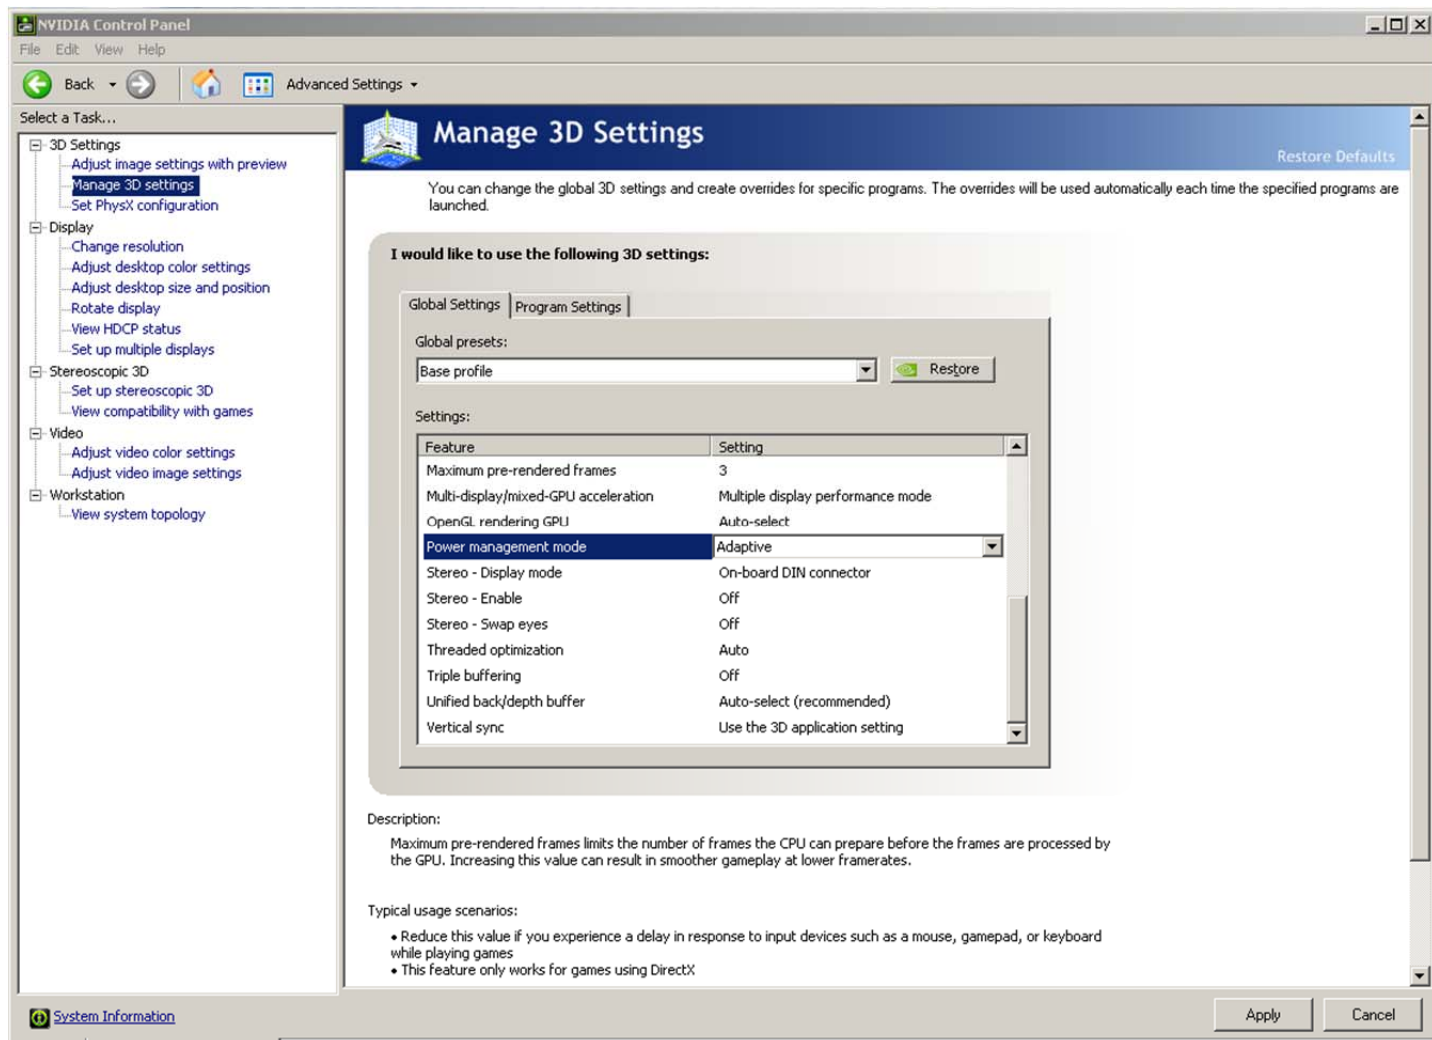 NVIDIA Control Panel
File Edit View Help
Back Advanced Settings
Select a Task...
3D Settings
Adjust image settings with preview
Manage 3D settings
Set PhysX configuration
Display
Change resolution
Adjust desktop color settings
Adjust desktop size and position
Rotate display
View HDCP status
Set up multiple displays
Stereoscopic 3D
Set up stereoscopic 3D
View compatibility with games
Video
Adjust video color settings
Adjust video image settings
Workstation
View system topology
Manage 3D Settings
Restore Defaults
You can change the global 3D settings and create overrides for specific programs. The overrides will be used automatically each time the specified programs are
launched.
I would like to use the following 3D settings:
Global Settings Program Settings
Global presets:
Base profile Restore
Settings:
Feature Setting
Maximum pre-rendered frames 3
Multi-display/mixed-GPU acceleration Multiple display performance mode
OpenGL rendering GPU Auto-select
Power management mode Adaptive
Stereo - Display mode On-board DIN connector
Stereo - Enable Off
Stereo - Swap eyes Off
Threaded optimization Auto
Triple buffering Off
Unified back/depth buffer Auto-select (recommended)
Vertical sync Use the 3D application setting
Description:
Maximum pre-rendered frames limits the number of frames the CPU can prepare before the frames are processed by
the GPU. Increasing this value can result in smoother gameplay at lower framerates.
Typical usage scenarios:
• Reduce this value if you experience a delay in response to input devices such as a mouse, gamepad, or keyboard
while playing games
• This feature only works for games using DirectX
System Information
Apply Cancel